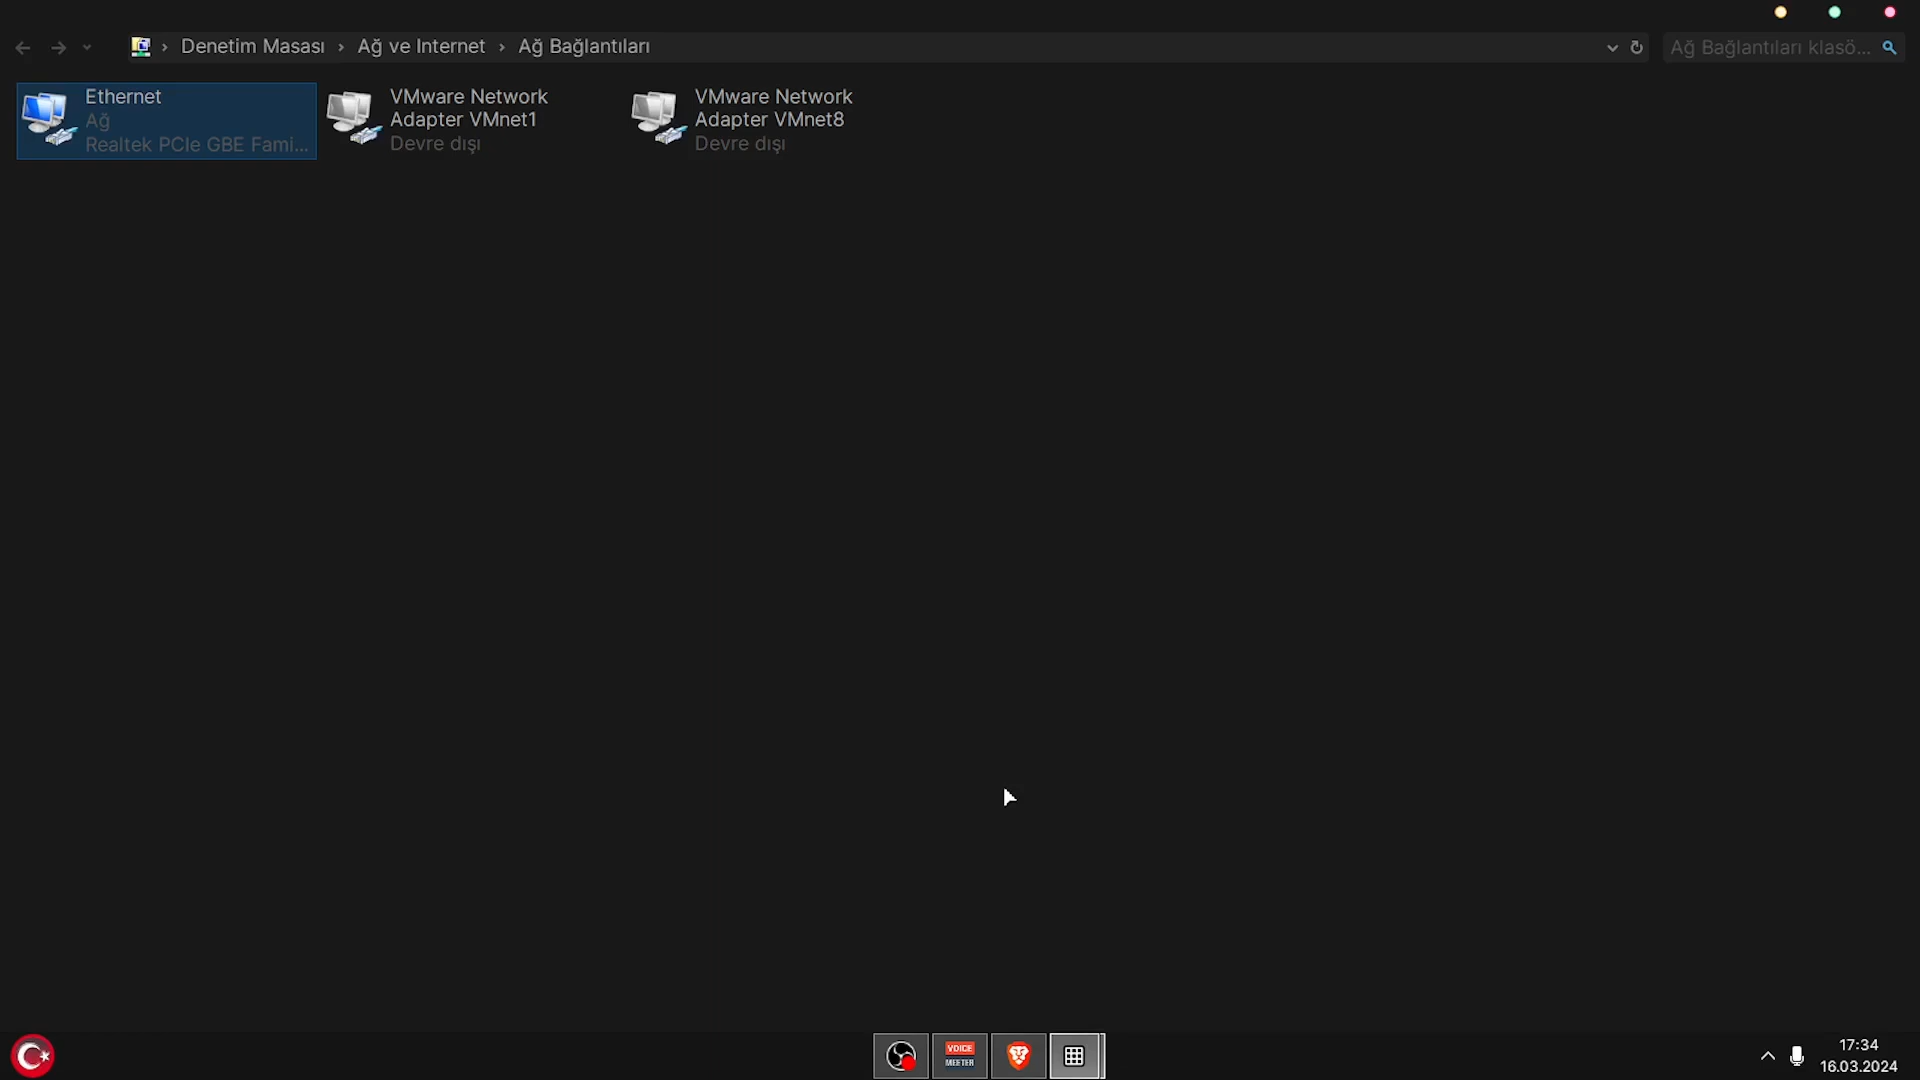 Denetim Masası › Ağ ve Internet › Ağ Bağlantıları
Ağ Bağlantıları klasö...
Ethernet
Ağ
Realtek PCIe GBE Fami...
VMware Network
Adapter VMnet1
Devre dışı
VMware Network
Adapter VMnet8
Devre dışı
VOICE
MEETER
17:34
16.03.2024